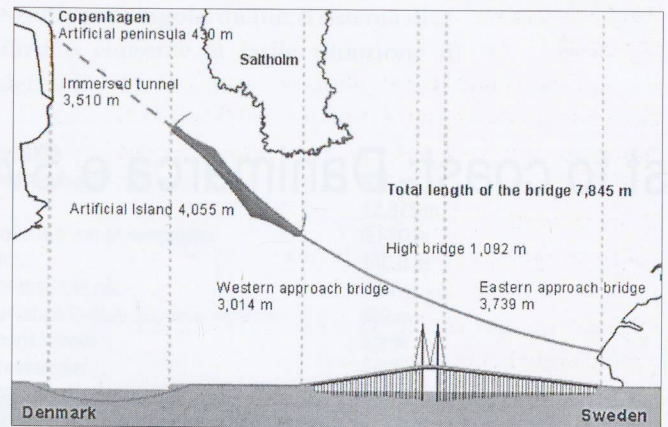 Copenhagen
Artificial peninsula 430 m
Saltholm
Immersed tunnel
3,510 m
Total length of the bridge 7,845 m
Artificial Island 4,055 m
High bridge 1,092 m
Western approach bridge
3,014 m
Eastern approach bridge
3,739 m
Denmark
Sweden